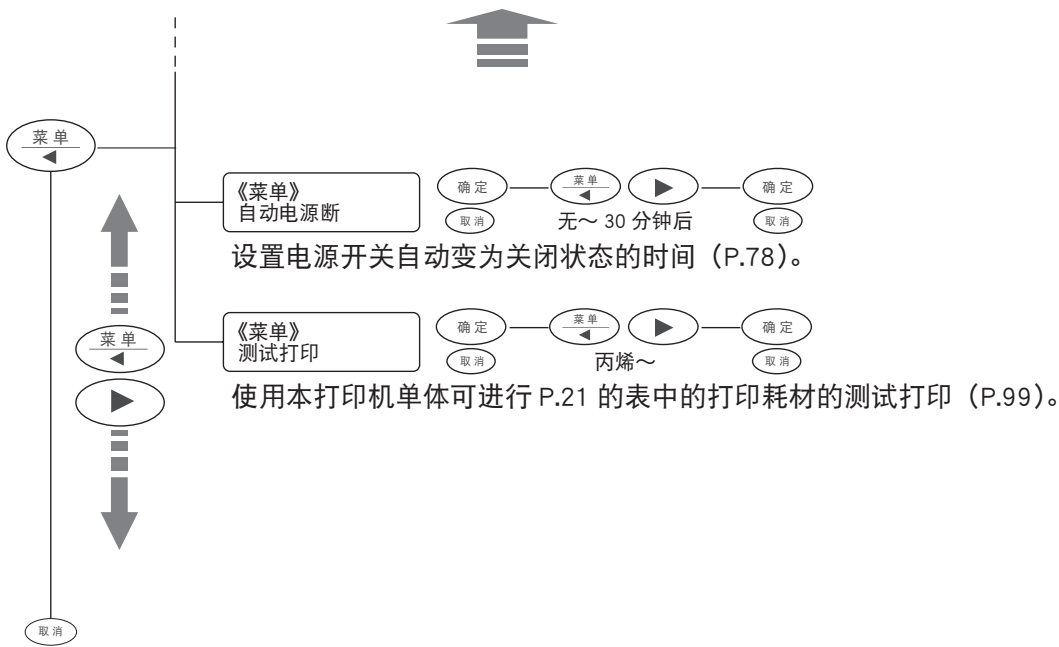 菜单
◀
《菜单》
自动电源断
确定
取消
菜单
◀
▶
无～ 30 分钟后
确定
取消
设置电源开关自动变为关闭状态的时间（P.78）。
《菜单》
测试打印
确定
取消
菜单
◀
▶
丙烯～
确定
取消
使用本打印机单体可进行 P.21 的表中的打印耗材的测试打印（P.99）。
菜单
◀
▶
取消